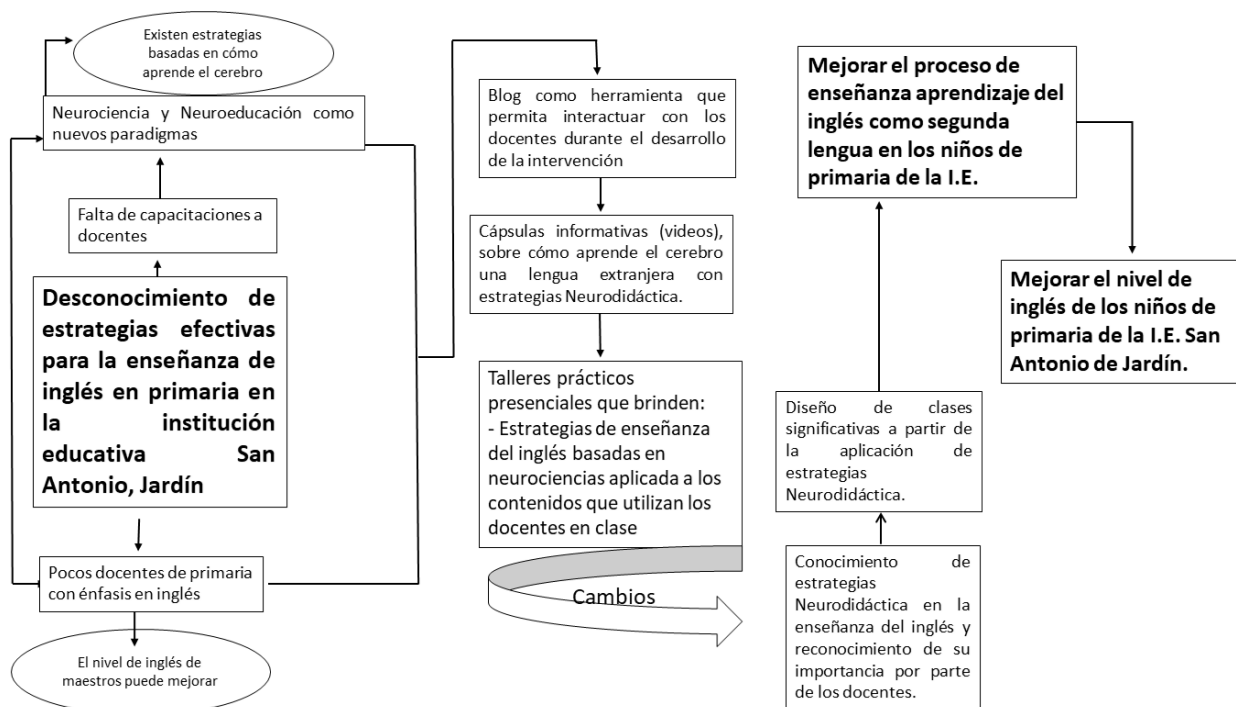 Existen estrategias
basadas en cómo
aprende el cerebro
Neurociencia y Neuroeducación como
nuevos paradigmas
Falta de capacitaciones a
docentes
Desconocimiento de
estrategias efectivas
para la enseñanza de
inglés en primaria en
la institución
educativa San
Antonio, Jardín
Pocos docentes de primaria
con énfasis en inglés
El nivel de inglés de
maestros puede mejorar
Blog como herramienta que
permita interactuar con los
docentes durante el desarrollo
de la intervención
Cápsulas informativas (videos),
sobre cómo aprende el cerebro
una lengua extranjera con
estrategias Neurodidáctica.
Talleres prácticos
presenciales que brinden:
- Estrategias de enseñanza
del inglés basadas en
neurociencias aplicada a los
contenidos que utilizan los
docentes en clase
Cambios
Mejorar el proceso de
enseñanza aprendizaje del
inglés como segunda
lengua en los niños de
primaria de la I.E.
Mejorar el nivel de
inglés de los niños de
primaria de la I.E. San
Antonio de Jardín.
Diseño de clases
significativas a partir de
la aplicación de
estrategias
Neurodidáctica.
Conocimiento de
estrategias
Neurodidáctica en la
enseñanza del inglés y
reconocimiento de su
importancia por parte
de los docentes.